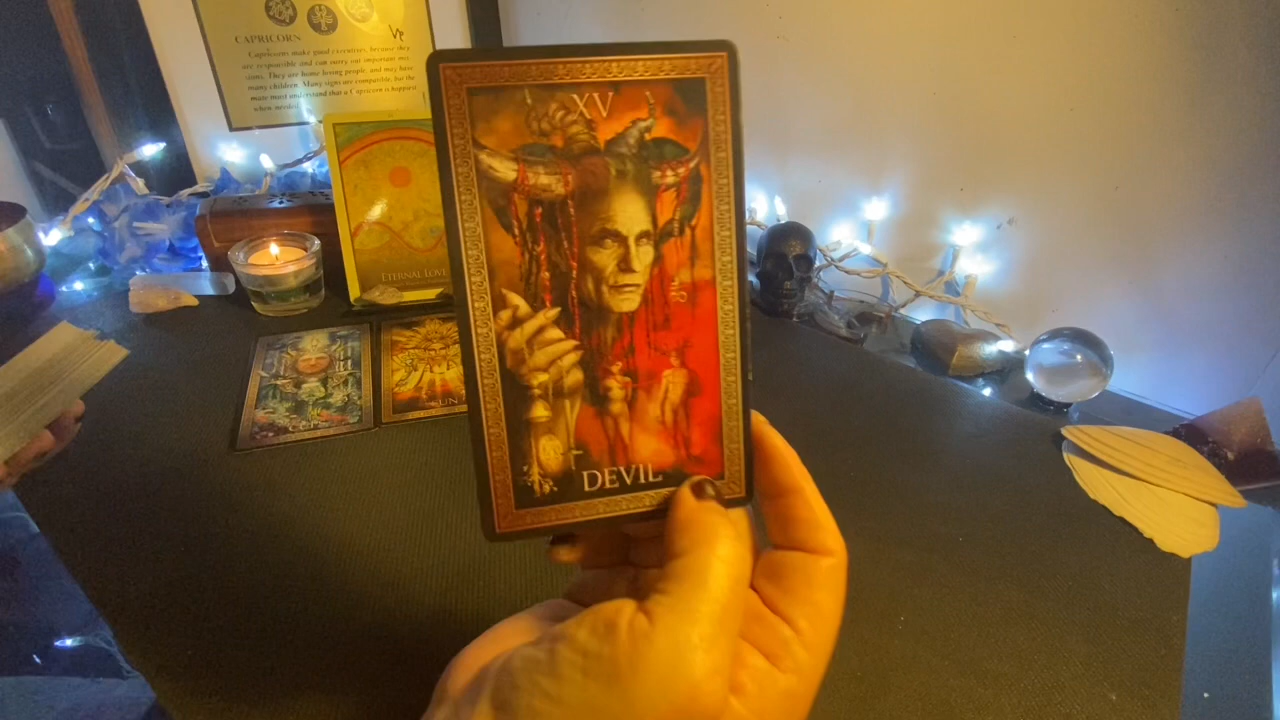 CAPRICORN
Capricorns make good executives, because they
are responsible and can carry out important mis
sions. They are home loving people, and may have
many children. Many signs are compatible, but the
mate must understand that a Capricorn is happiest
when needed.
XV
ETERNAL LOVE
SUN
DEVIL